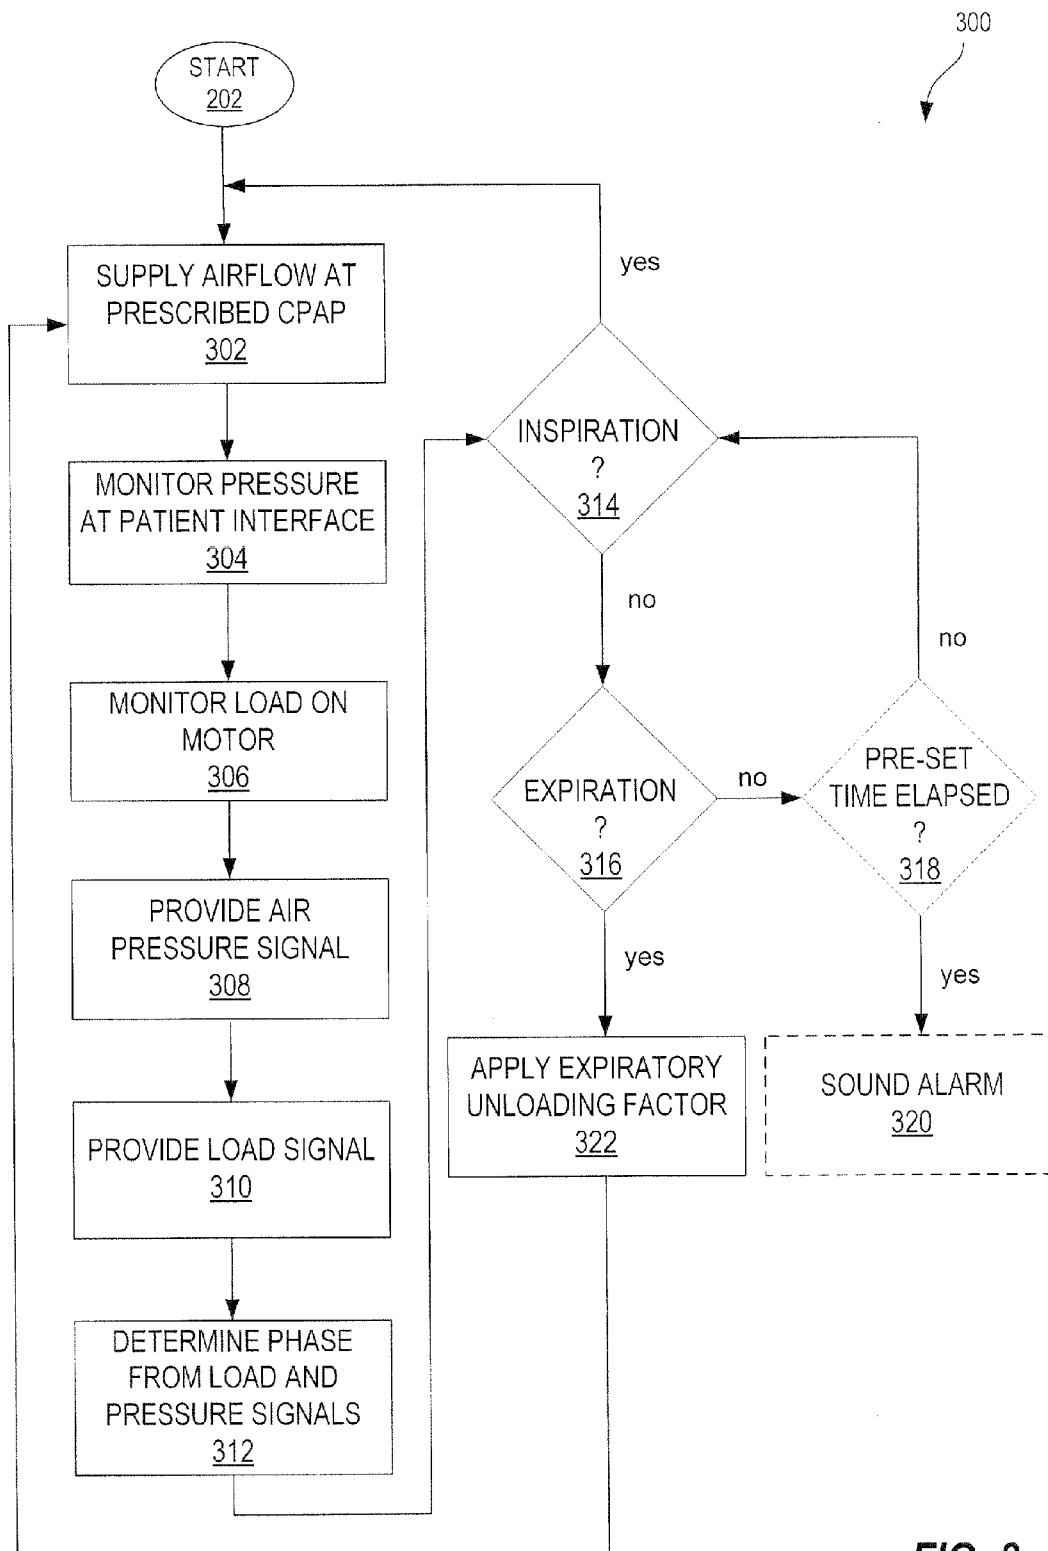 300
START
202
yes
SUPPLY AIRFLOW AT
PRESCRIBED CPAP
302
INSPIRATION
?
314
MONITOR PRESSURE
AT PATIENT INTERFACE
304
no
no
MONITOR LOAD ON
MOTOR
306
EXPIRATION
?
316
no
PRE-SET
TIME ELAPSED
?
318
PROVIDE AIR
PRESSURE SIGNAL
308
yes
yes
APPLY EXPIRATORY
UNLOADING FACTOR
322
SOUND ALARM
320
PROVIDE LOAD SIGNAL
310
DETERMINE PHASE
FROM LOAD AND
PRESSURE SIGNALS
312
FIG.